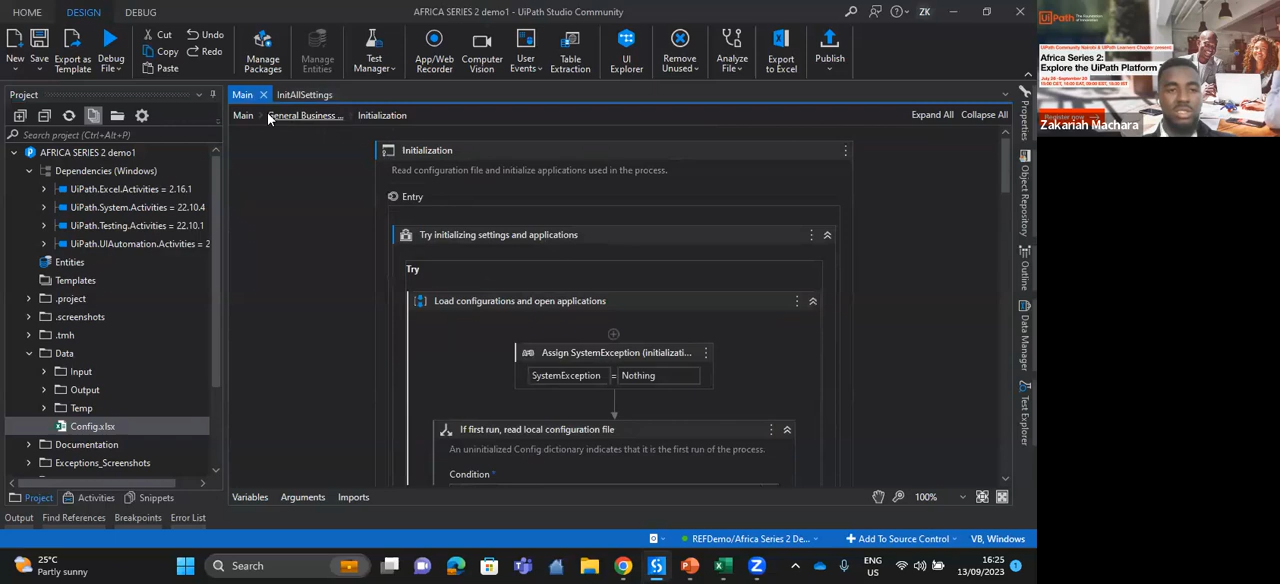 HOME
DESIGN
DEBUG
AFRICA SERIES 2 demo1 - UiPath Studio Community
ZK
New
Save
Export as Template
Debug File
Cut
Copy
Paste
Undo
Redo
Manage Packages
Manage Entities
Test Manager
App/Web Recorder
Computer Vision
User Events
Table Extraction
UI Explorer
Remove Unused
Analyze File
Export to Excel
Publish
Project
Search project (Ctrl+Alt+P)
AFRICA SERIES 2 demo1
Dependencies (Windows)
UiPath.Excel.Activities = 2.16.1
UiPath.System.Activities = 22.10.4
UiPath.Testing.Activities = 22.10.1
UiPath.UIAutomation.Activities = 2
Entities
Templates
.project
.screenshots
.tmh
Data
Input
Output
Temp
Config.xlsx
Documentation
Exceptions_Screenshots
Project
Activities
Snippets
Main
InitAllSettings
Main > General Business ... > Initialization
Expand All
Collapse All
Initialization
Read configuration file and initialize applications used in the process.
Entry
Try initializing settings and applications
Try
Load configurations and open applications
Assign SystemException (initializati...
SystemException = Nothing
If first run, read local configuration file
An uninitialized Config dictionary indicates that it is the first run of the process.
Condition *
Variables
Arguments
Imports
100%
Properties
Object Repository
Outline
Data Manager
Test Explorer
Output
Find References
Breakpoints
Error List
REFDemo/Africa Series 2 De...
Add To Source Control
VB, Windows
25°C
Partly sunny
Search
ENG
US
16:25
13/09/2023
UiPath
UiPath Community Nairobi & UiPath Learners Chapter present:
Africa Series 2:
Explore the UiPath Platform
Register now
Zakariah Machara